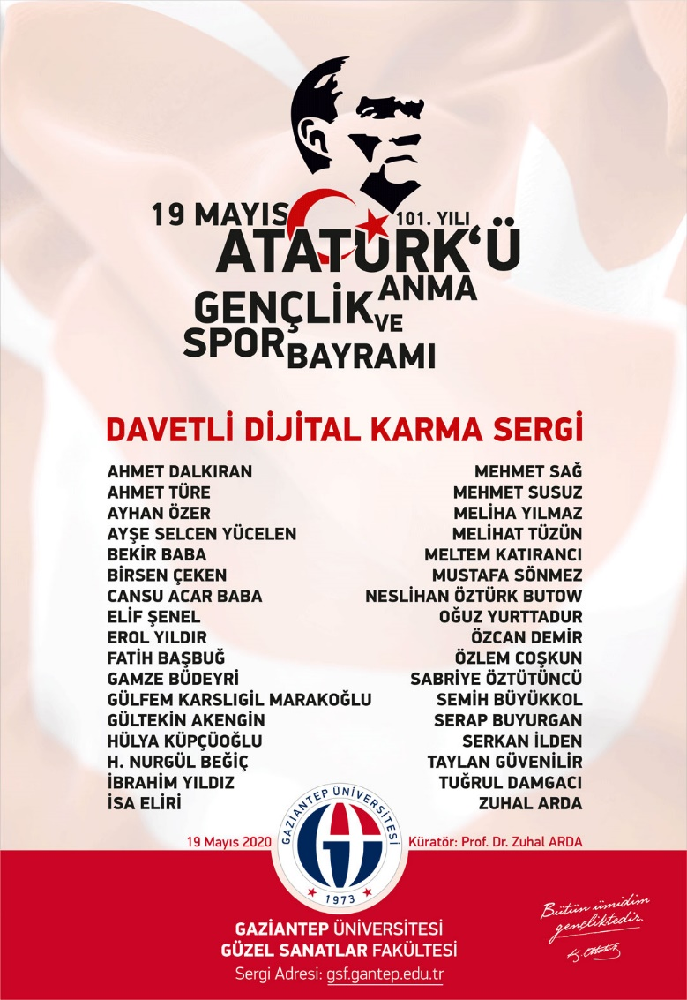 19 MAYIS
101. YILI
ATATÜRK‘Ü
ANMA
GENÇLİK
VE
SPOR
BAYRAMI
DAVETLİ DİJİTAL KARMA SERGİ
AHMET DALKIRAN
AHMET TÜRE
AYHAN ÖZER
AYŞE SELCEN YÜCELEN
BEKİR BABA
BİRSEN ÇEKEN
CANSU ACAR BABA
ELİF ŞENEL
EROL YILDIR
FATİH BAŞBUĞ
GAMZE BÜDEYRİ
GÜLFEM KARSLIGİL MARAKOĞLU
GÜLTEKİN AKENGİN
HÜLYA KÜPÇÜOĞLU
H. NURGÜL BEĞİÇ
İBRAHİM YILDIZ
İSA ELİRİ
MEHMET SAĞ
MEHMET SUSUZ
MELİHA YILMAZ
MELİHAT TÜZÜN
MELTEM KATIRANCI
MUSTAFA SÖNMEZ
NESLİHAN ÖZTÜRK BUTOW
OĞUZ YURTTADUR
ÖZCAN DEMİR
ÖZLEM COŞKUN
SABRİYE ÖZTÜTÜNCÜ
SEMİH BÜYÜKKOL
SERAP BUYURGAN
SERKAN İLDEN
TAYLAN GÜVENİLİR
TUĞRUL DAMGACI
ZUHAL ARDA
19 Mayıs 2020
Küratör: Prof. Dr. Zuhal ARDA
GAZİANTEP ÜNİVERSİTESİ
1973
GAZİANTEP ÜNİVERSİTESİ
GÜZEL SANATLAR FAKÜLTESİ
Sergi Adresi: gsf.gantep.edu.tr
Bütün ümidim
gençliktedir.
K. Atatürk